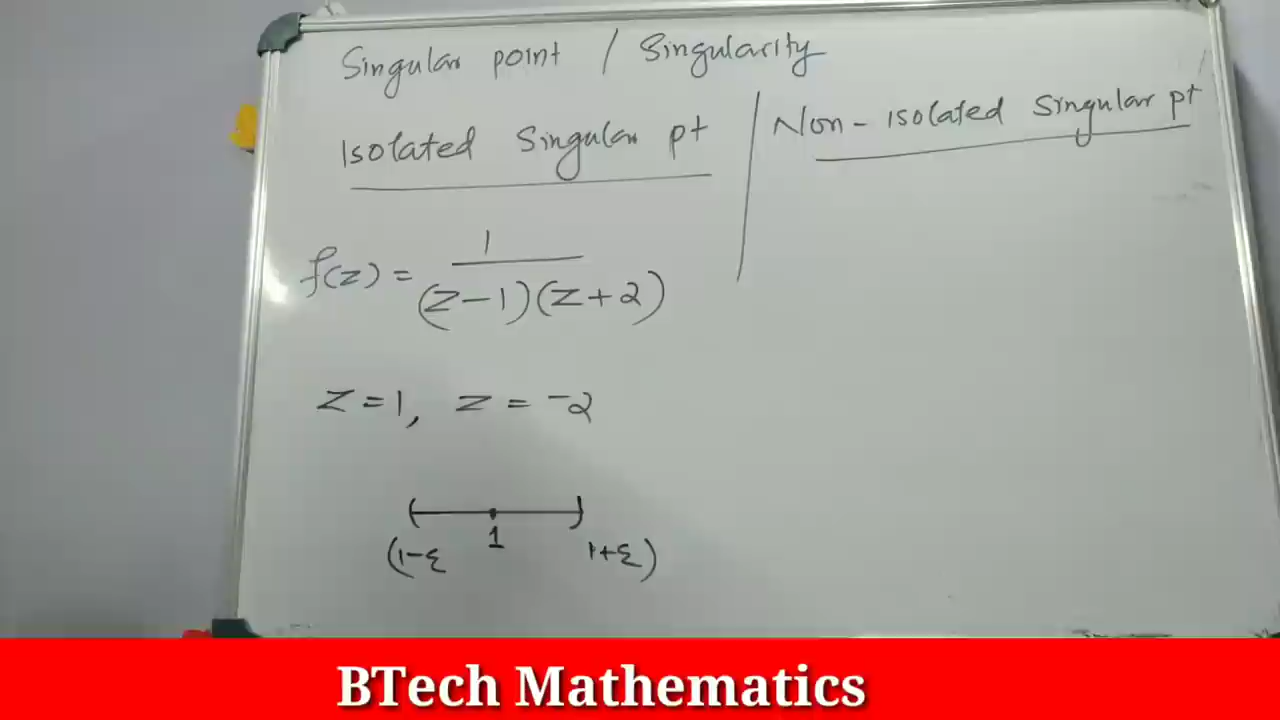 Singular point / Singularity
Isolated Singular pt
Non-isolated Singular pt
f(z) = 1/(z-1)(z+2)
z=1, z=-2
1
(1-ε 1+ε)
BTech Mathematics